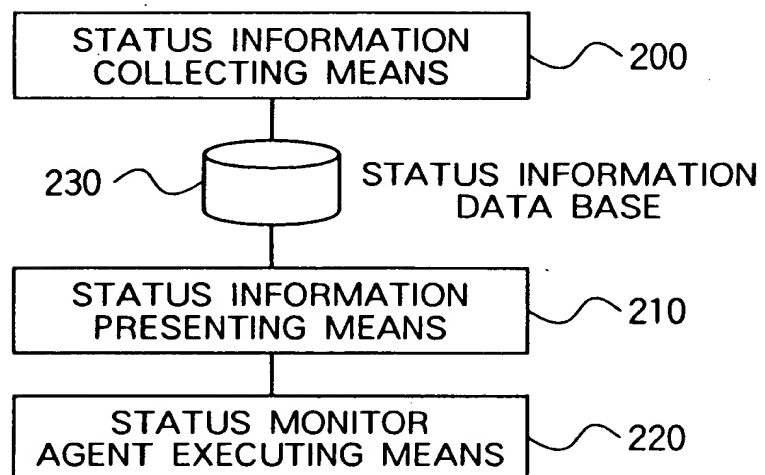 STATUS INFORMATION
COLLECTING MEANS
200
230
STATUS INFORMATION
DATA BASE
STATUS INFORMATION
PRESENTING MEANS
210
STATUS MONITOR
AGENT EXECUTING MEANS
220